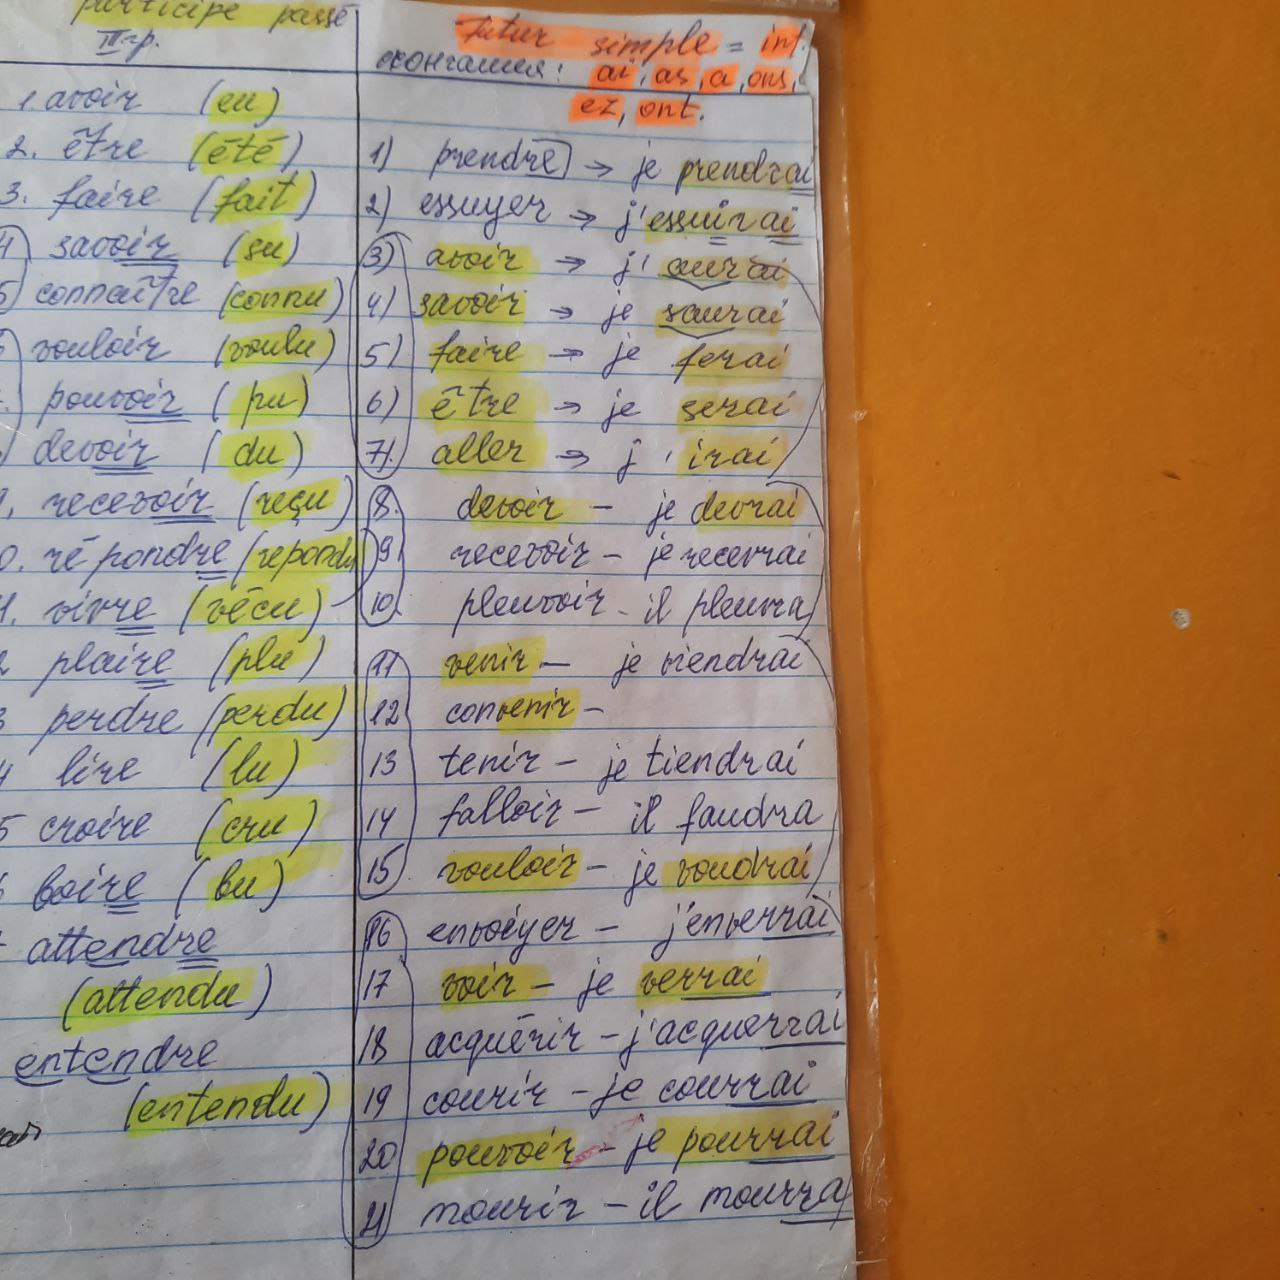 participe passé
III гр.
1. avoir (eu)
2. être (été)
3. faire (fait)
4 savoir (su)
5) connaître (connu)
vouloir (voulu)
pouvoir (pu)
devoir (du)
recevoir (reçu)
0. répondre (répondu
1. vivre (vécu)
2 plaire (plu)
3 perdre (perdu)
4 lire (lu)
5 croire (cru)
boire (bu)
attendre
(attendu)
entendre
(entendu)
Futur simple = inf.
окончания: ai, as, a, ons,
ez, ont.
1) prendre → je prendrai
2) essuyer → j'essuirai
3) avoir → j'aurai
4) savoir → je saurai
5) faire → je ferai
6) être → je serai
7). aller → j'irai
8. devoir – je devrai
9 recevoir – je recevrai
10. pleuvoir – il pleuvra
11 venir – je viendrai
12 convenir –
13 tenir – je tiendrai
14 falloir – il faudra
15. vouloir – je voudrai
16 envoiyer – j'enverrai
17 voir – je verrai
18 acquérir – j'acquerrai
19 courir – je courrai
20 pouvoir – je pourrai
21 mourir – il mourra